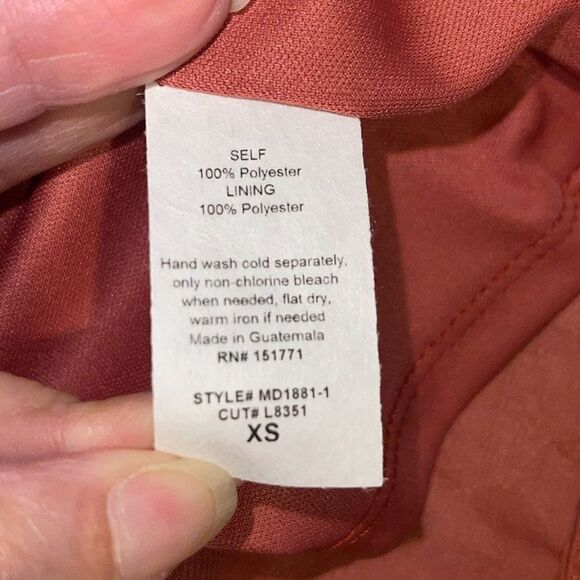 SELF
100% Polyester
LINING
100% Polyester
Hand wash cold separately,
only non-chlorine bleach
when needed, flat dry,
warm iron if needed
Made in Guatemala
RN# 151771
STYLE# MD1881-1
CUT# L8351
XS